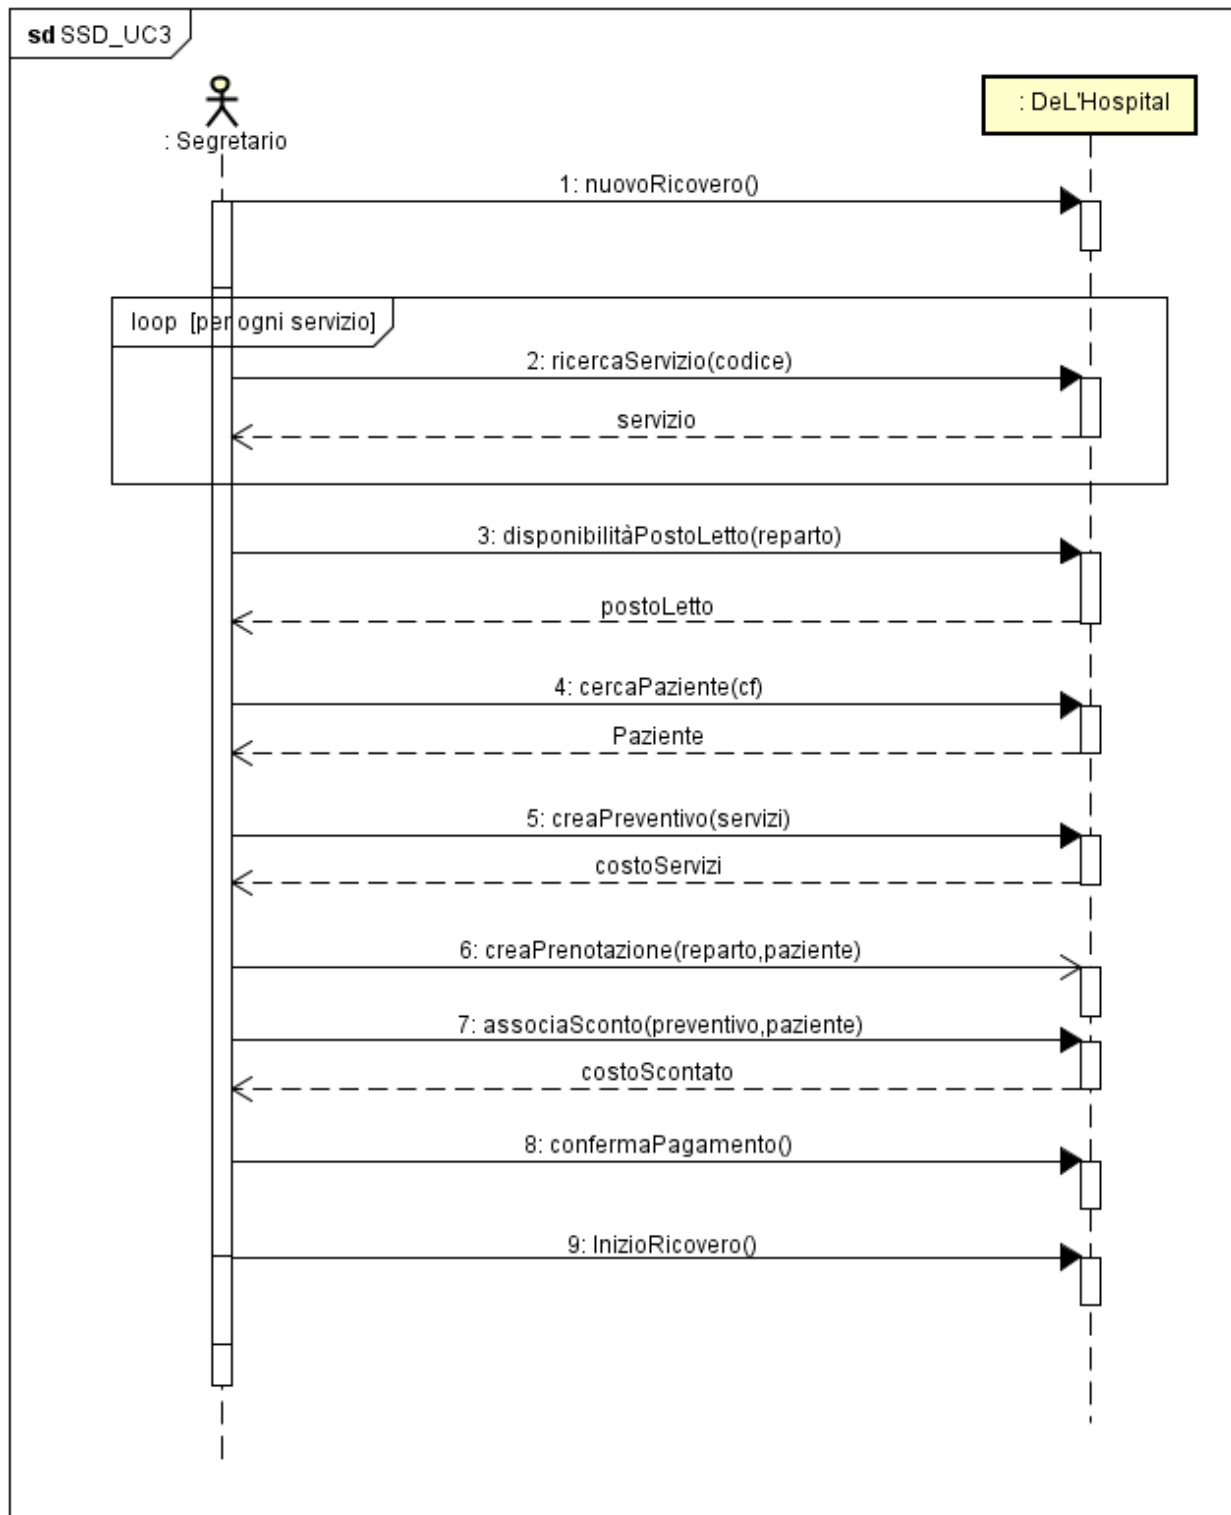 sd SSD_UC3
: Segretario
: DeL'Hospital
1: nuovoRicovero()
loop [per ogni servizio]
2: ricercaServizio(codice)
servizio
3: disponibilitàPostoLetto(reparto)
postoLetto
4: cercaPaziente(cf)
Paziente
5: creaPreventivo(servizi)
costoServizi
6: creaPrenotazione(reparto,paziente)
7: associaSconto(preventivo,paziente)
costoScontato
8: confermaPagamento()
9: InizioRicovero()